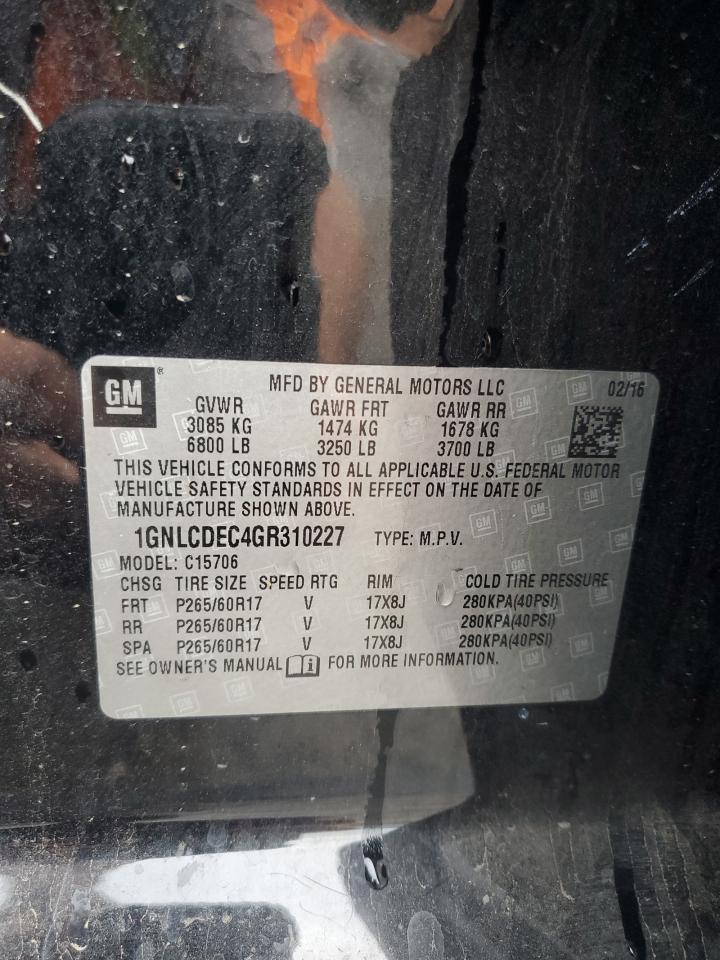 GM ®
MFD BY GENERAL MOTORS LLC 02/16
GVWR GAWR FRT GAWR RR
3085 KG 1474 KG 1678 KG
6800 LB 3250 LB 3700 LB
THIS VEHICLE CONFORMS TO ALL APPLICABLE U.S. FEDERAL MOTOR
VEHICLE SAFETY STANDARDS IN EFFECT ON THE DATE OF
MANUFACTURE SHOWN ABOVE.
1GNLCDEC4GR310227 TYPE: M.P.V.
MODEL: C15706
CHSG TIRE SIZE SPEED RTG RIM COLD TIRE PRESSURE
FRT P265/60R17 V 17X8J 280KPA(40PSI)
RR P265/60R17 V 17X8J 280KPA(40PSI)
SPA P265/60R17 V 17X8J 280KPA(40PSI)
SEE OWNER'S MANUAL FOR MORE INFORMATION.